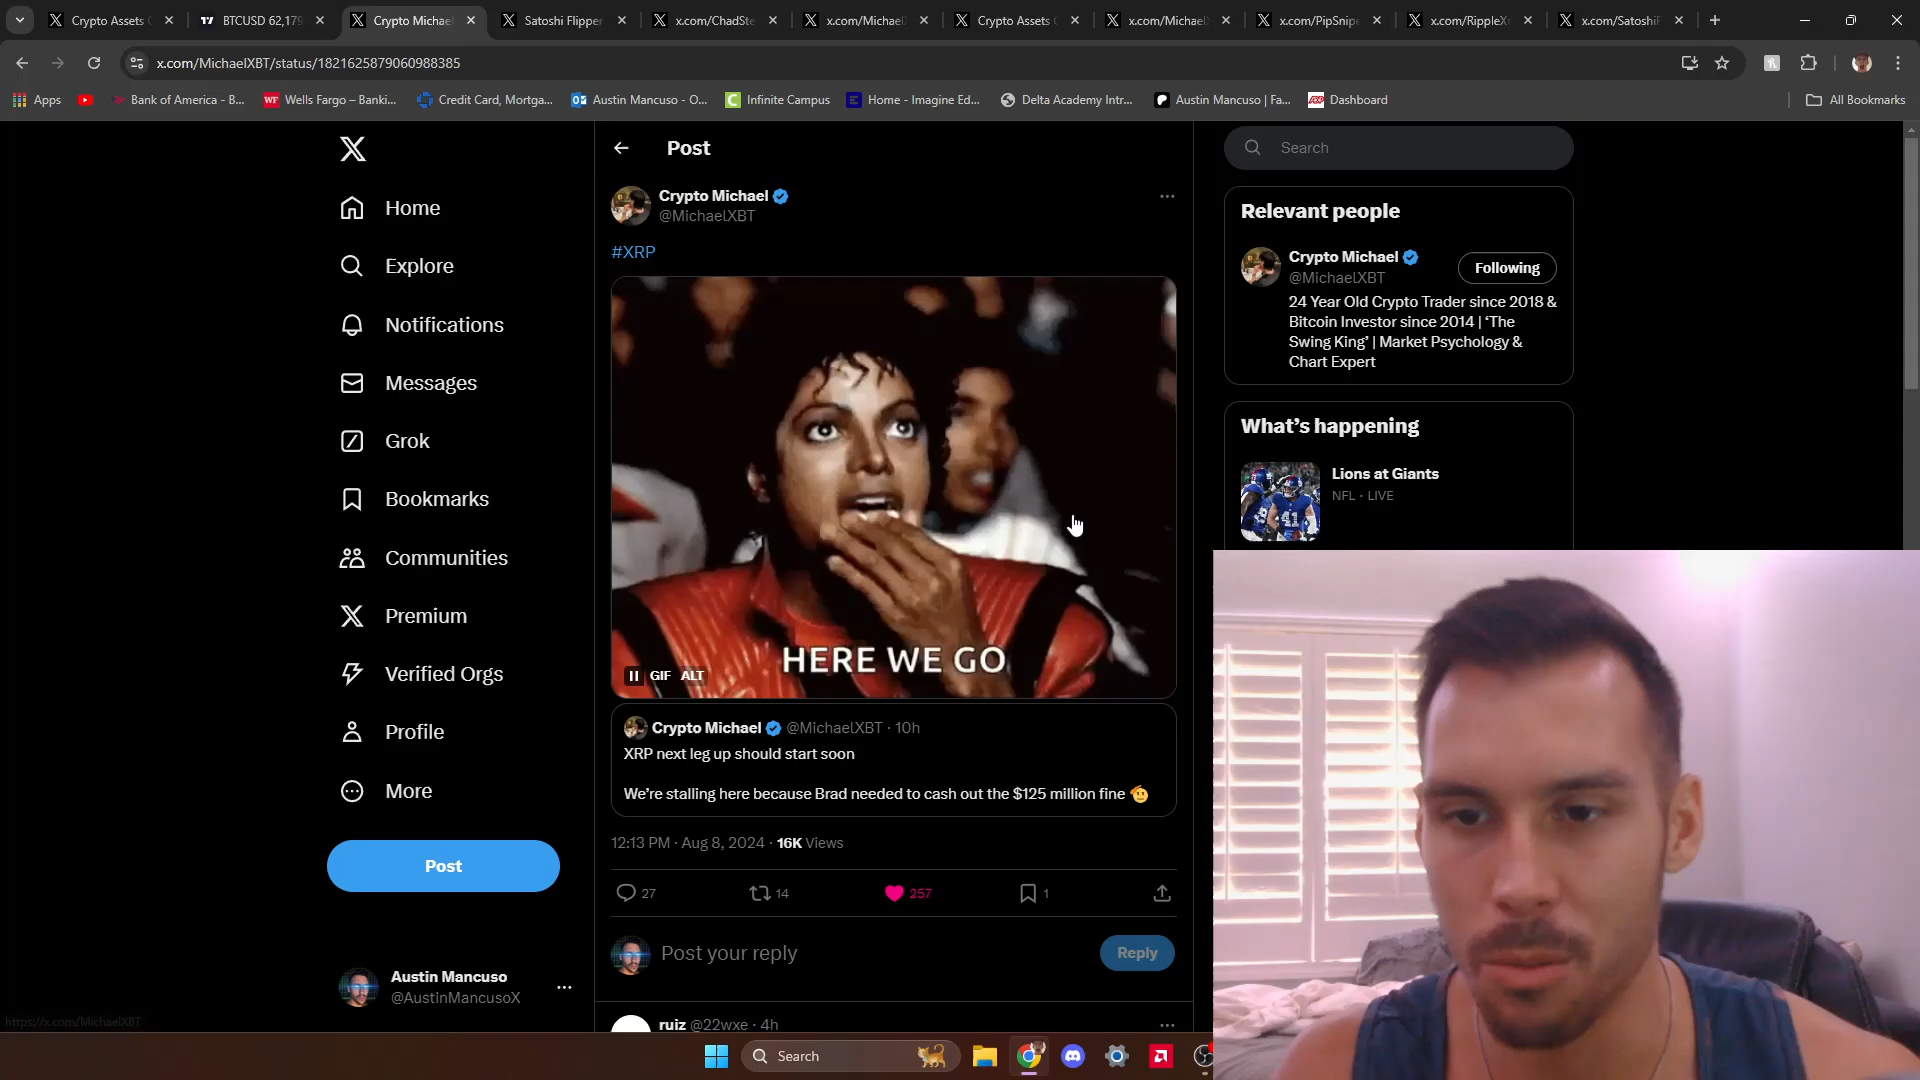 Crypto Assets
BTCUSD 62,179
Crypto Michael
Satoshi Flipper
x.com/ChadSte
x.com/Michael
Crypto Assets
x.com/Michael
x.com/PipSnipe
x.com/RippleX
x.com/SatoshiF
x.com/MichaelXBT/status/1821625879060988385
Apps
Bank of America - B...
WF
Wells Fargo – Banki...
Credit Card, Mortga...
Austin Mancuso - O...
Infinite Campus
Home - Imagine Ed...
Delta Academy Intr...
Austin Mancuso | Fa...
Dashboard
All Bookmarks
Home
Explore
Notifications
Messages
Grok
Bookmarks
Communities
Premium
Verified Orgs
Profile
More
Post
Austin Mancuso
@AustinMancusoX
https://x.com/MichaelXBT
Post
Crypto Michael
@MichaelXBT
#XRP
HERE WE GO
GIF ALT
Crypto Michael @MichaelXBT · 10h
XRP next leg up should start soon
We're stalling here because Brad needed to cash out the $125 million fine
12:13 PM · Aug 8, 2024 · 16K Views
27
14
257
1
Post your reply
Reply
ruiz @22wxe · 4h
Search
Relevant people
Crypto Michael
@MichaelXBT
Following
24 Year Old Crypto Trader since 2018 &
Bitcoin Investor since 2014 | ‘The
Swing King’ | Market Psychology &
Chart Expert
What’s happening
Lions at Giants
NFL · LIVE
41
Search